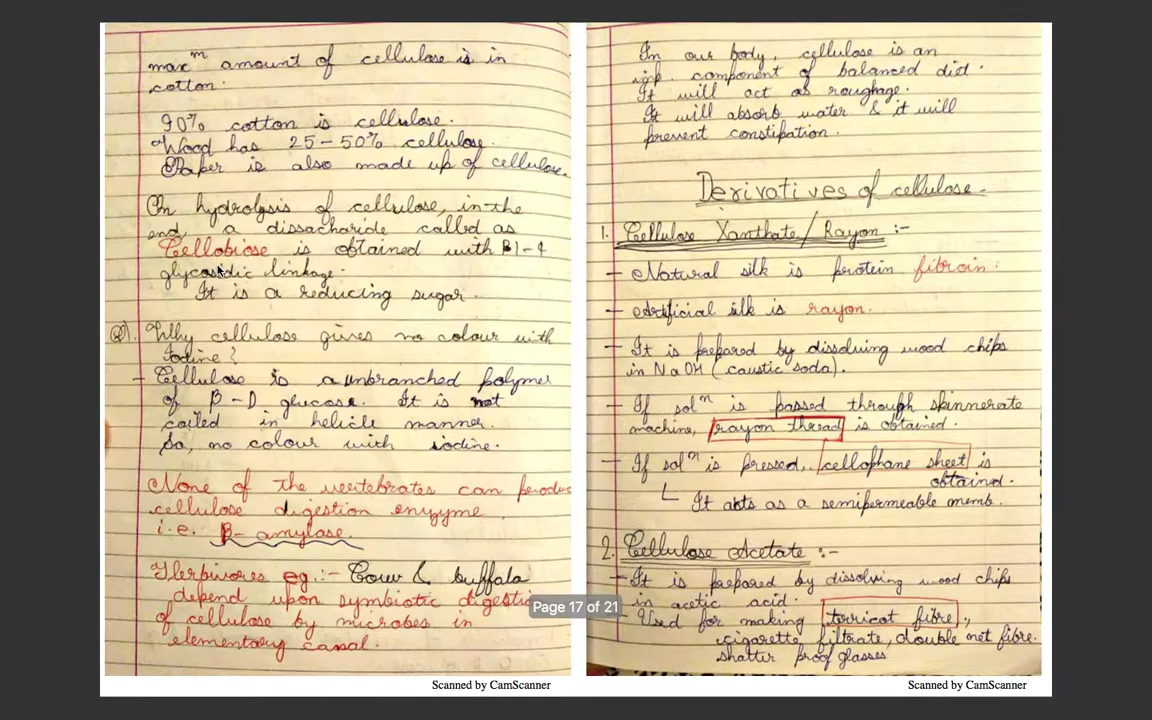 maxᵐ amount of cellulose is in
cotton.
90% cotton is cellulose.
Wood has 25-50% cellulose.
Paper is also made up of cellulose.
On hydrolysis of cellulose, in the
end, a dissacharide called as
Cellobiose is obtained with β1-4
glycosidic linkage.
It is a reducing sugar.
Q). Why cellulose gives no colour with
Iodine?
- Cellulose is a unbranched polymer
of β-D glucose. It is not
coiled in helicle manner.
So, no colour with iodine.
None of the vertebrates can produc
cellulose digestion enzyme
i.e. β-amylase.
Herbivores eg:- Cow & buffalo
depend upon symbiotic digestio
of cellulose by microbes in
elementary canal.
Scanned by CamScanner
In our body, cellulose is an
imp. component of balanced diet.
It will act as roughage.
It will absorb water & it will
prevent constipation.
Derivatives of cellulose.
1. Cellulose Xanthate/Rayon :-
- Natural silk is protein fibroin.
- Artificial silk is rayon.
- It is prepared by dissolving wood chips
in NaOH (caustic soda).
- If solⁿ is passed through spinnerate
machine, rayon thread is obtained.
- If solⁿ is pressed, cellophane sheet is
obtained.
It acts as a semipermeable memb.
2. Cellulose Acetate :-
- It is prepared by dissolving wood chips
in acetic acid.
- Used for making terricot fibre,
cigarette filtrate, double net fibre.
shatter proof glasses
Scanned by CamScanner
Page 17 of 21